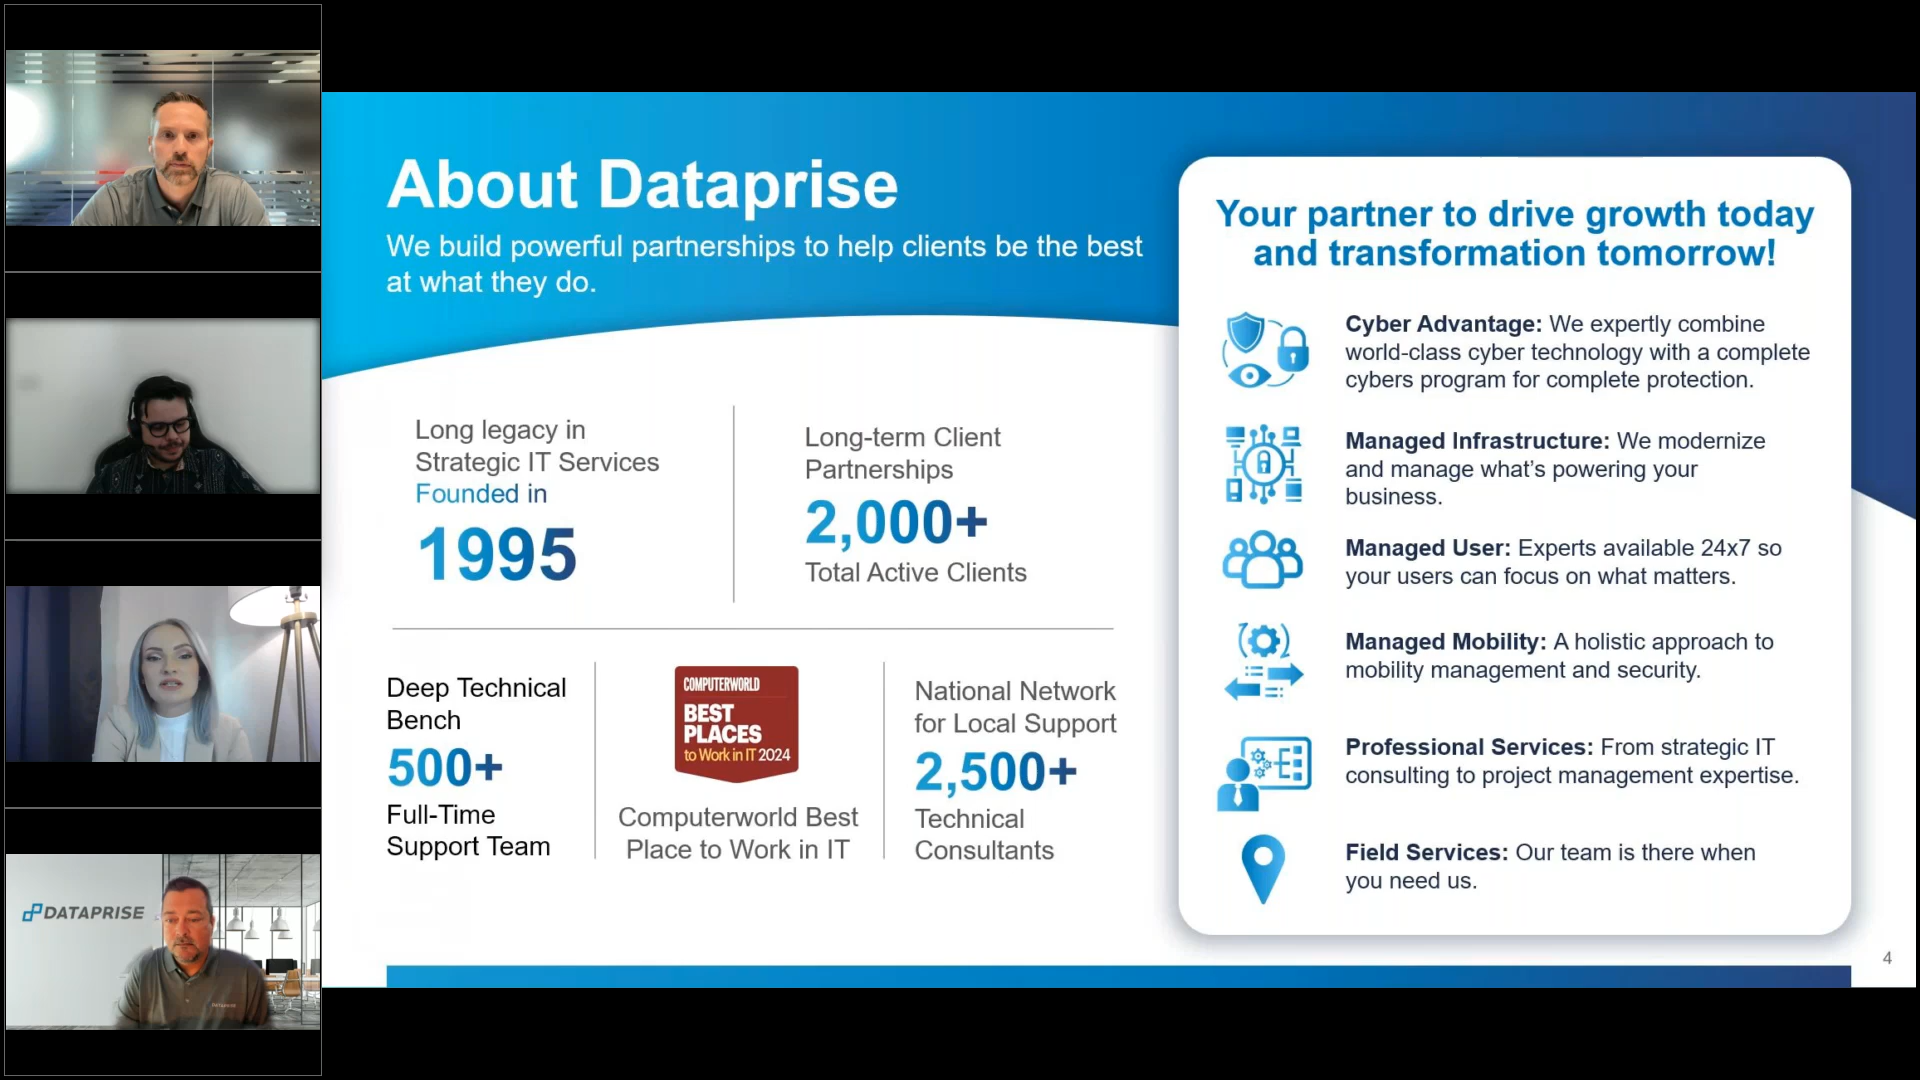 About Dataprise
We build powerful partnerships to help clients be the best
at what they do.
Long legacy in
Strategic IT Services
Founded in
1995
Long-term Client
Partnerships
2,000+
Total Active Clients
Deep Technical
Bench
500+
Full-Time
Support Team
COMPUTERWORLD
BEST
PLACES
to Work in IT 2024
Computerworld Best
Place to Work in IT
National Network
for Local Support
2,500+
Technical
Consultants
Your partner to drive growth today
and transformation tomorrow!
Cyber Advantage: We expertly combine
world-class cyber technology with a complete
cybers program for complete protection.
Managed Infrastructure: We modernize
and manage what’s powering your
business.
Managed User: Experts available 24x7 so
your users can focus on what matters.
Managed Mobility: A holistic approach to
mobility management and security.
Professional Services: From strategic IT
consulting to project management expertise.
Field Services: Our team is there when
you need us.
4
DATAPRISE